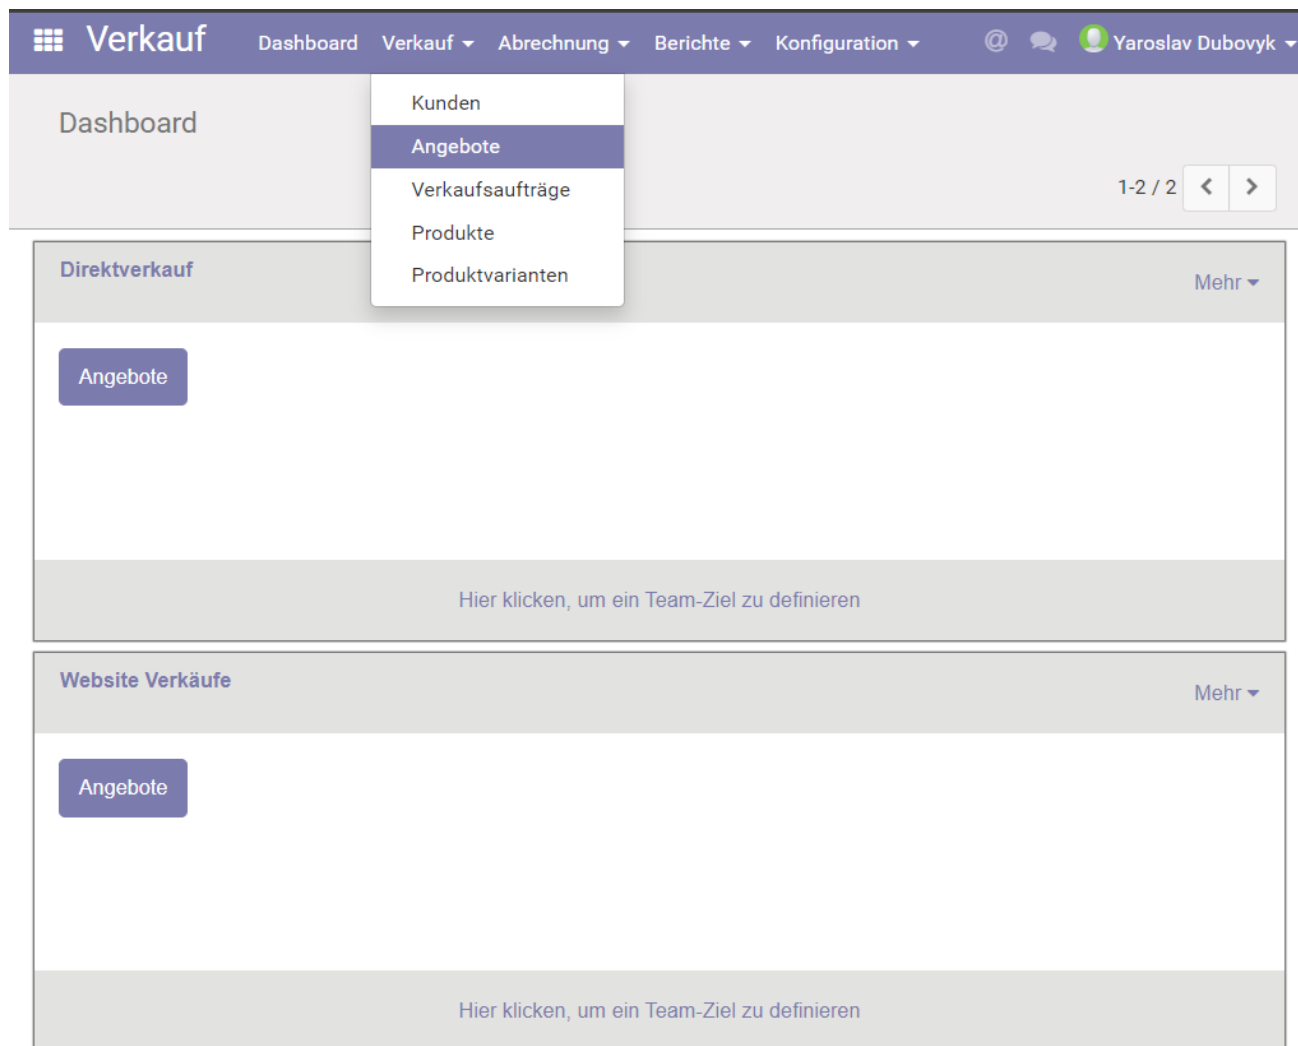 Verkauf Dashboard Verkauf Abrechnung Berichte Konfiguration @ Yaroslav Dubovyk
Kunden
Dashboard
Angebote
Verkaufsaufträge
1-2 / 2
Produkte
Produktvarianten
Direktverkauf
Mehr
Angebote
Hier klicken, um ein Team-Ziel zu definieren
Website Verkäufe
Mehr
Angebote
Hier klicken, um ein Team-Ziel zu definieren